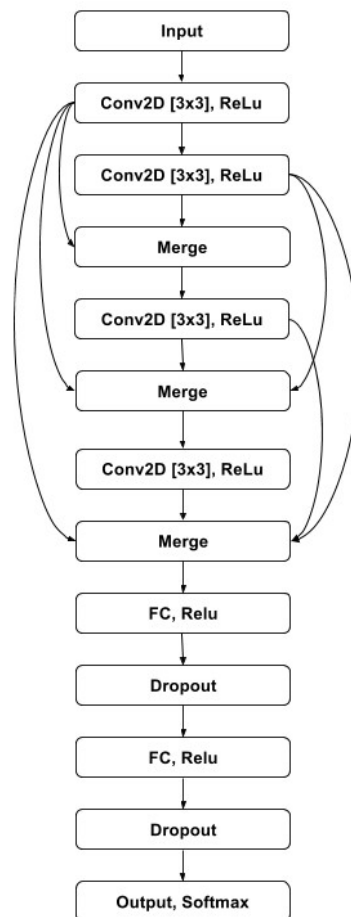 Input
Conv2D [3x3], ReLu
Conv2D [3x3], ReLu
Merge
Conv2D [3x3], ReLu
Merge
Conv2D [3x3], ReLu
Merge
FC, Relu
Dropout
FC, Relu
Dropout
Output, Softmax